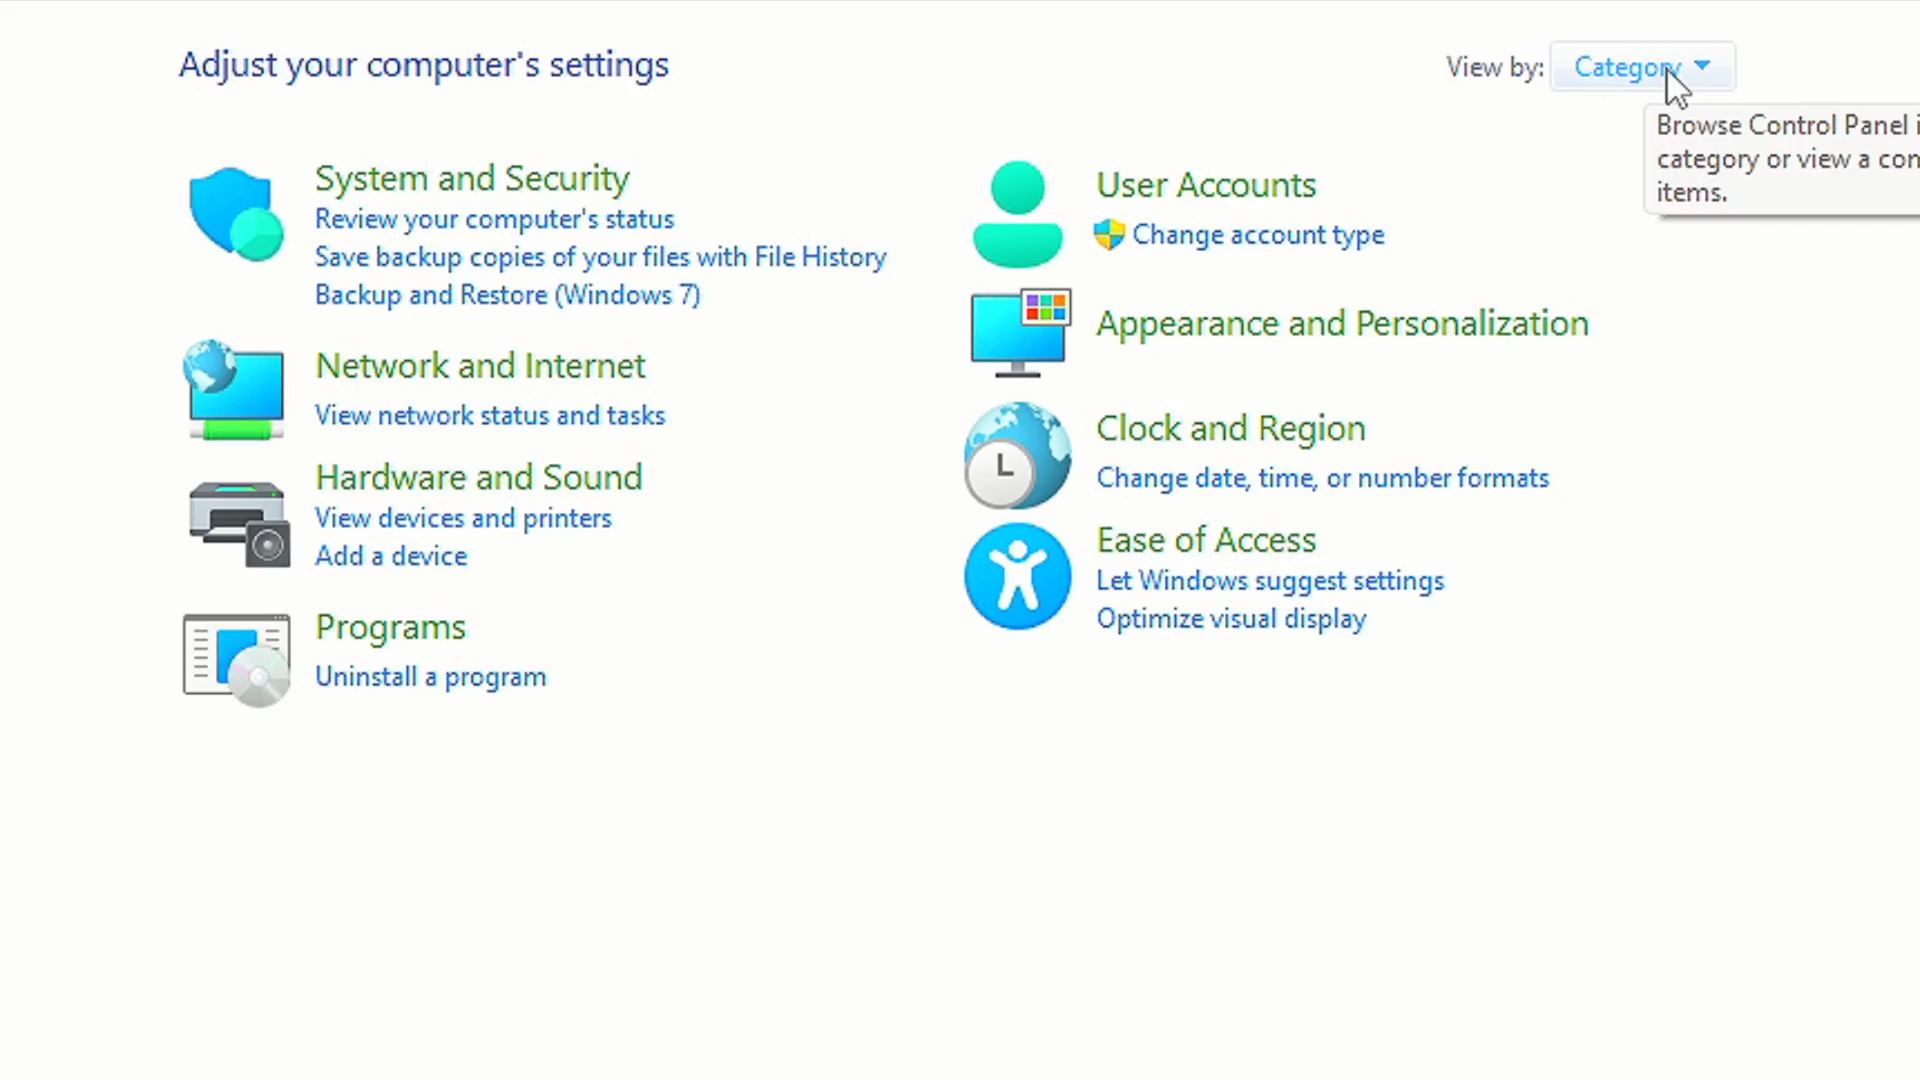 Adjust your computer's settings
View by: Category
Browse Control Panel
category or view a
items.
System and Security
Review your computer's status
Save backup copies of your files with File History
Backup and Restore (Windows 7)
Network and Internet
View network status and tasks
Hardware and Sound
View devices and printers
Add a device
Programs
Uninstall a program
User Accounts
Change account type
Appearance and Personalization
Clock and Region
Change date, time, or number formats
Ease of Access
Let Windows suggest settings
Optimize visual display